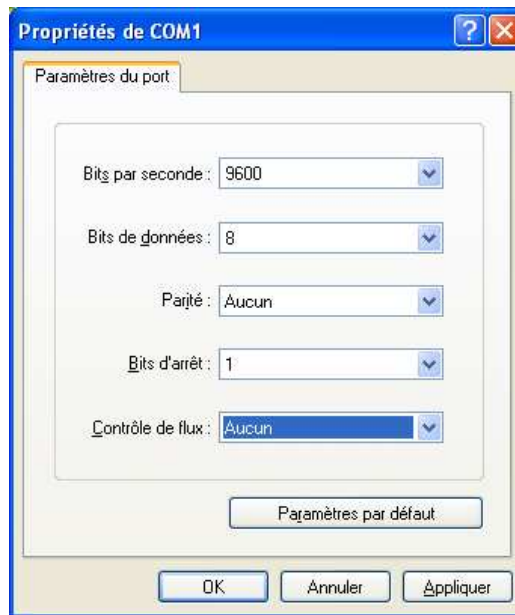 Propriétés de COM1
Paramètres du port
Bits par seconde : 9600
Bits de données : 8
Parité : Aucun
Bits d'arrêt : 1
Contrôle de flux : Aucun
Paramètres par défaut
OK Annuler Appliquer